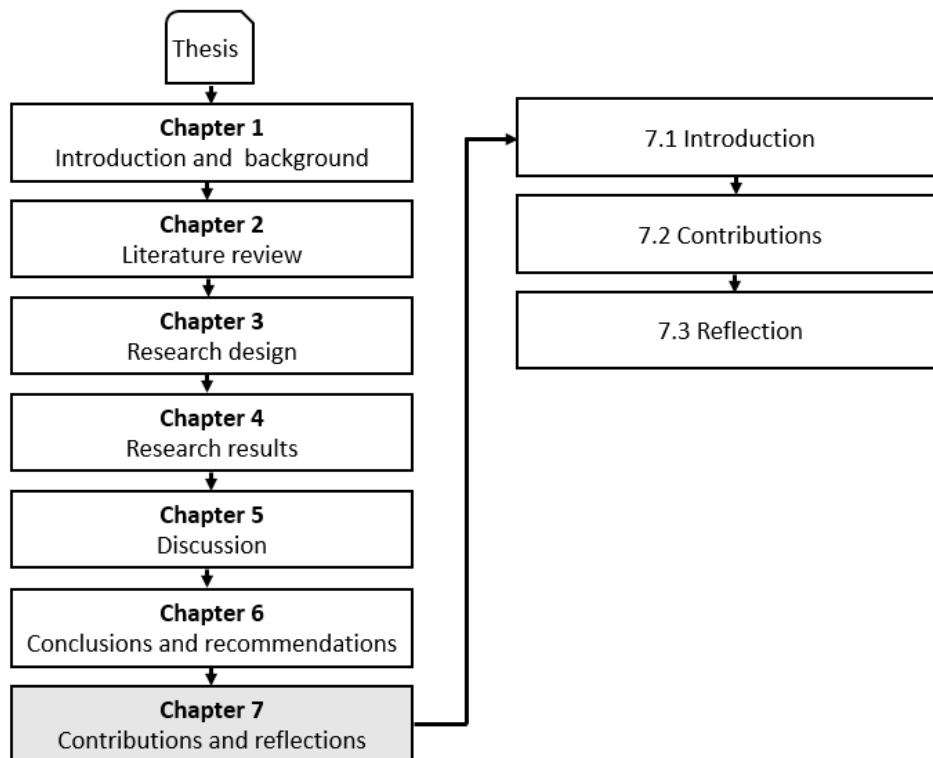 Thesis
Chapter 1
Introduction and background
Chapter 2
Literature review
Chapter 3
Research design
Chapter 4
Research results
Chapter 5
Discussion
Chapter 6
Conclusions and recommendations
Chapter 7
Contributions and reflections
7.1 Introduction
7.2 Contributions
7.3 Reflection